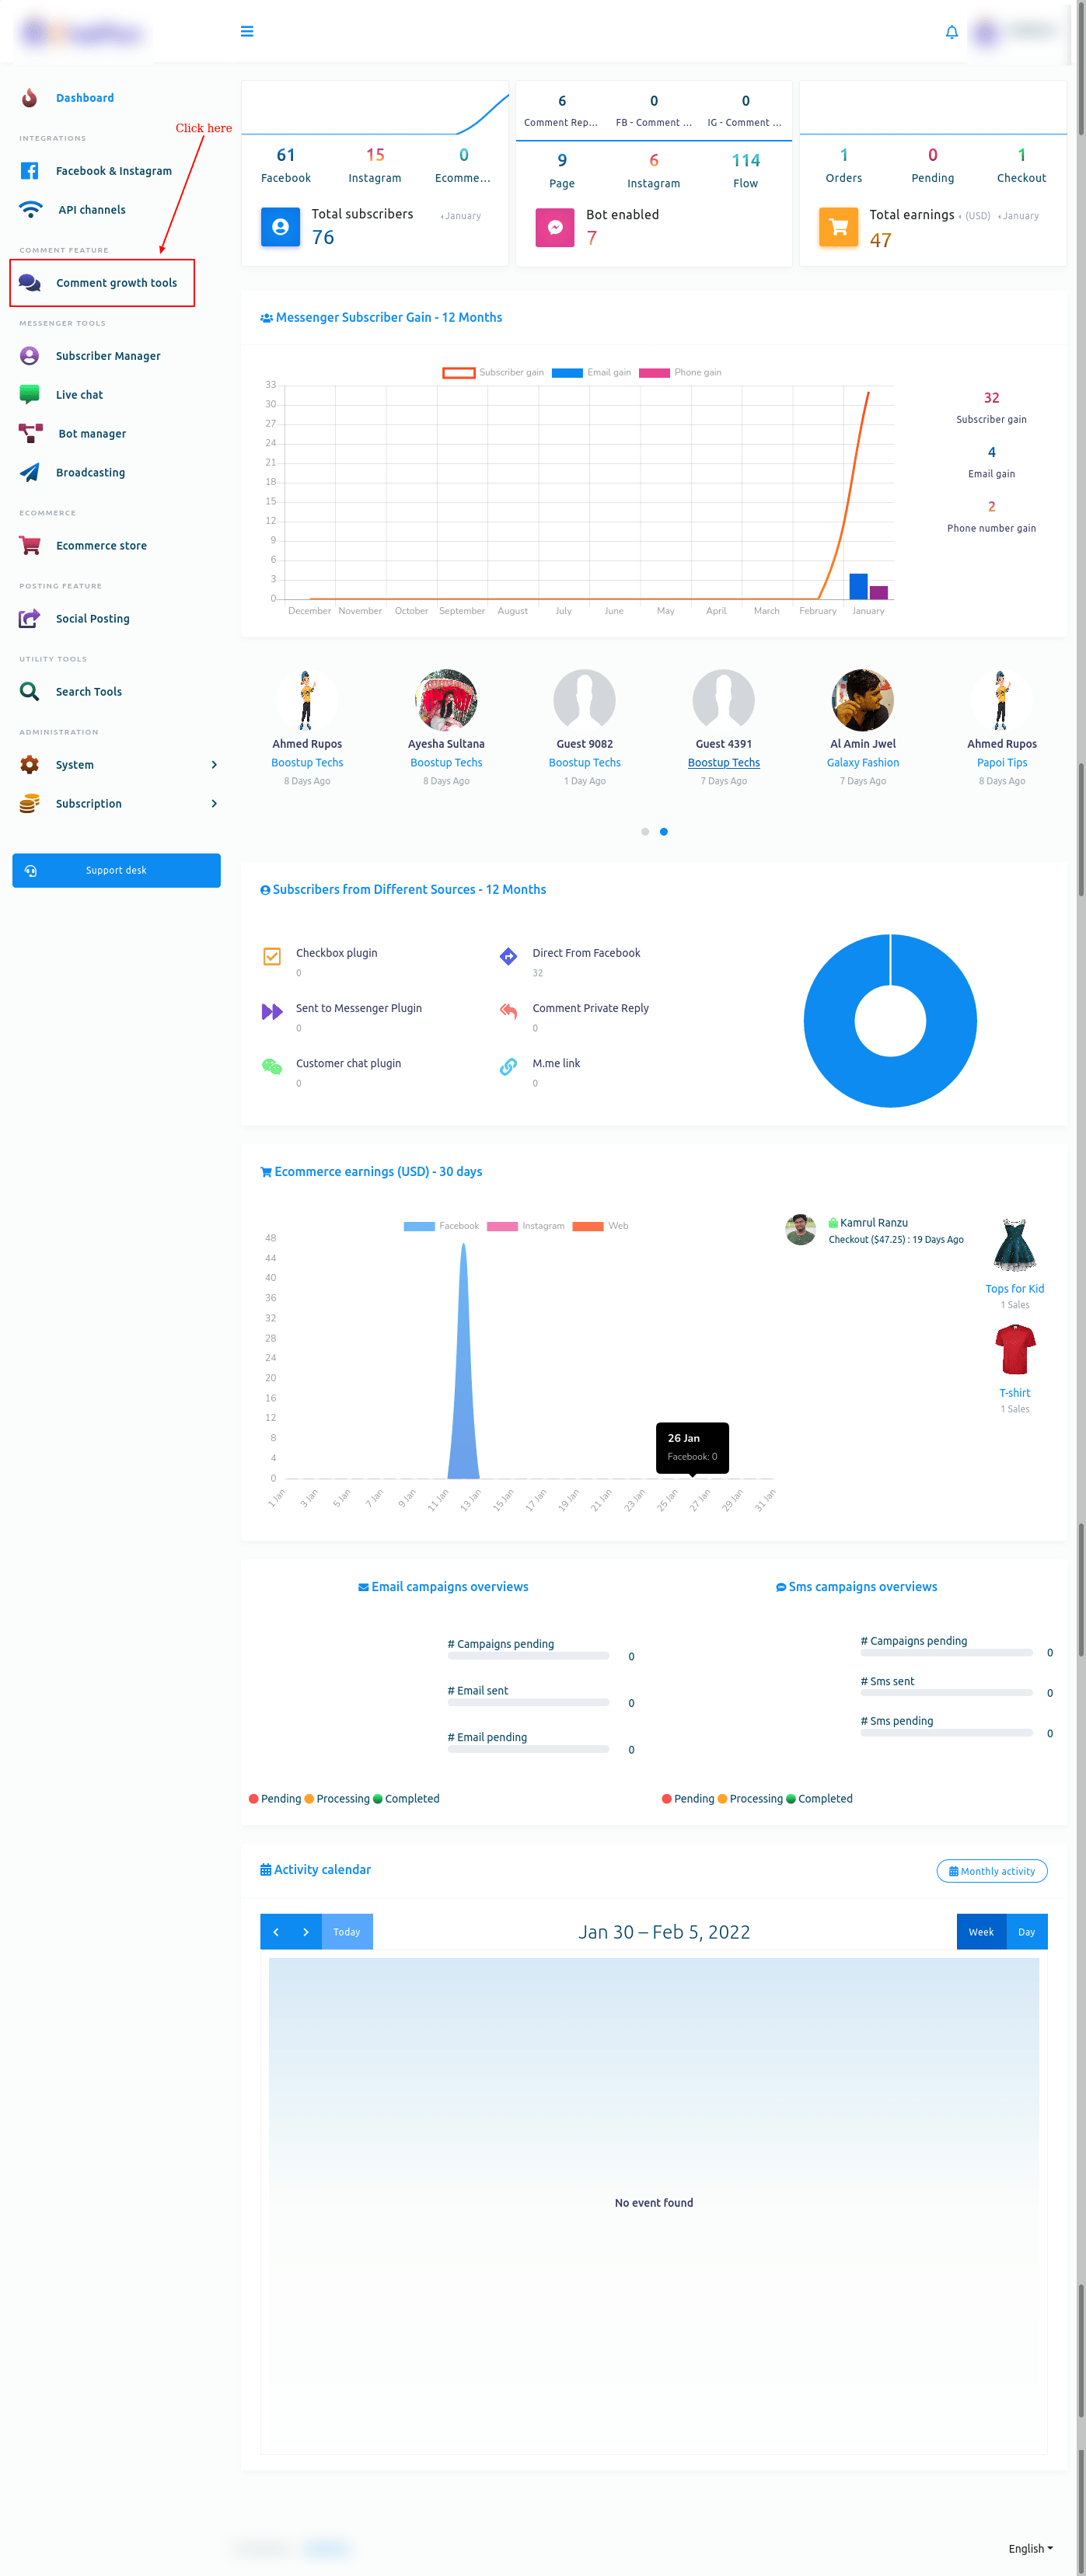 Dashboard
Click here
INTEGRATIONS
Facebook & Instagram
API channels
COMMENT FEATURE
Comment growth tools
MESSENGER TOOLS
Subscriber Manager
Live chat
Bot manager
Broadcasting
ECOMMERCE
Ecommerce store
POSTING FEATURE
Social Posting
UTILITY TOOLS
Search Tools
ADMINISTRATION
System
Subscription
Support desk
61 15 0
Facebook Instagram Ecomme...
Total subscribers January
76
6 0 0
Comment Rep... FB - Comment ... IG - Comment ...
9 6 114
Page Instagram Flow
Bot enabled
7
1 0 1
Orders Pending Checkout
Total earnings (USD) January
47
Messenger Subscriber Gain - 12 Months
Subscriber gain Email gain Phone gain
33
30
27
24
21
18
15
12
9
6
3
0
December November October September August July June May April March February January
32
Subscriber gain
4
Email gain
2
Phone number gain
Ahmed Rupos Ayesha Sultana Guest 9082 Guest 4391 Al Amin Jwel Ahmed Rupos
Boostup Techs Boostup Techs Boostup Techs Boostup Techs Galaxy Fashion Papoi Tips
8 Days Ago 8 Days Ago 1 Day Ago 7 Days Ago 7 Days Ago 8 Days Ago
Subscribers from Different Sources - 12 Months
Checkbox plugin Direct From Facebook
0 32
Sent to Messenger Plugin Comment Private Reply
0 0
Customer chat plugin M.me link
0 0
Ecommerce earnings (USD) - 30 days
Facebook Instagram Web
48
44
40
36
32
28
24
20
16
12
8
4
0
26 Jan
Facebook: 0
1 Jan 3 Jan 5 Jan 7 Jan 9 Jan 11 Jan 13 Jan 15 Jan 17 Jan 19 Jan 21 Jan 23 Jan 25 Jan 27 Jan 29 Jan 31 Jan
Kamrul Ranzu
Checkout ($47.25) : 19 Days Ago
Tops for Kid
1 Sales
T-shirt
1 Sales
Email campaigns overviews
# Campaigns pending
0
# Email sent
0
# Email pending
0
Pending Processing Completed
Sms campaigns overviews
# Campaigns pending
0
# Sms sent
0
# Sms pending
0
Pending Processing Completed
Activity calendar
Monthly activity
Today Jan 30 – Feb 5, 2022 Week Day
No event found
English